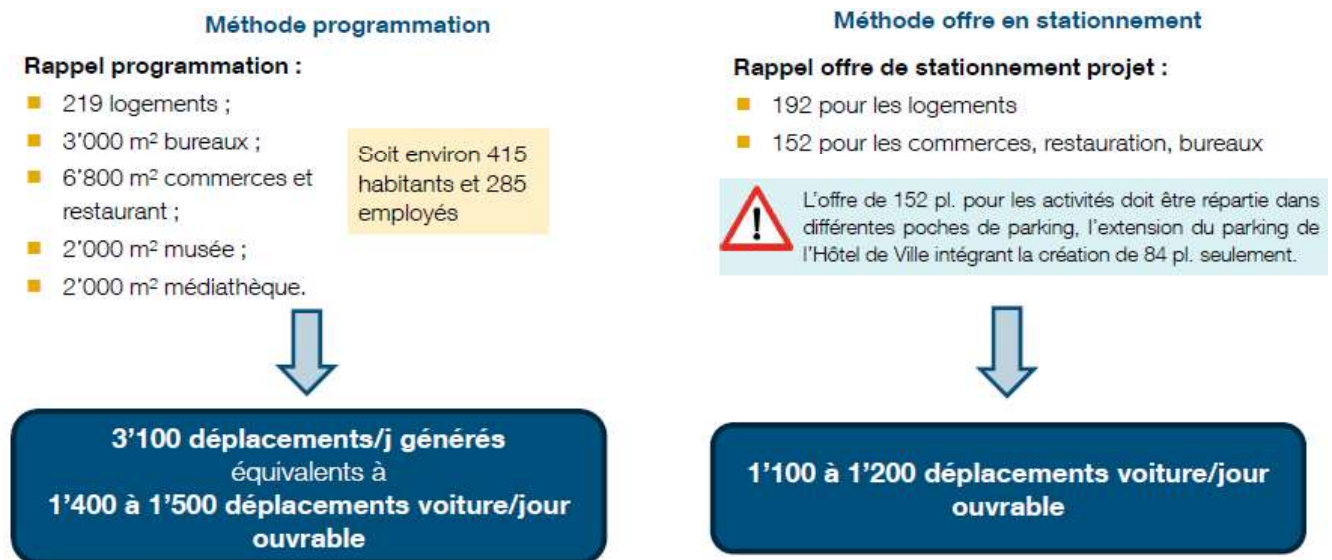 Méthode programmation
Rappel programmation :
219 logements ;
3'000 m² bureaux ;
6'800 m² commerces et
restaurant ;
2'000 m² musée ;
2'000 m² médiathèque.
Soit environ 415
habitants et 285
employés
3'100 déplacements/j générés
équivalents à
1'400 à 1'500 déplacements voiture/jour
ouvrable
Méthode offre en stationnement
Rappel offre de stationnement projet :
192 pour les logements
152 pour les commerces, restauration, bureaux
!
L'offre de 152 pl. pour les activités doit être répartie dans
différentes poches de parking, l'extension du parking de
l'Hôtel de Ville intégrant la création de 84 pl. seulement.
1'100 à 1'200 déplacements voiture/jour
ouvrable